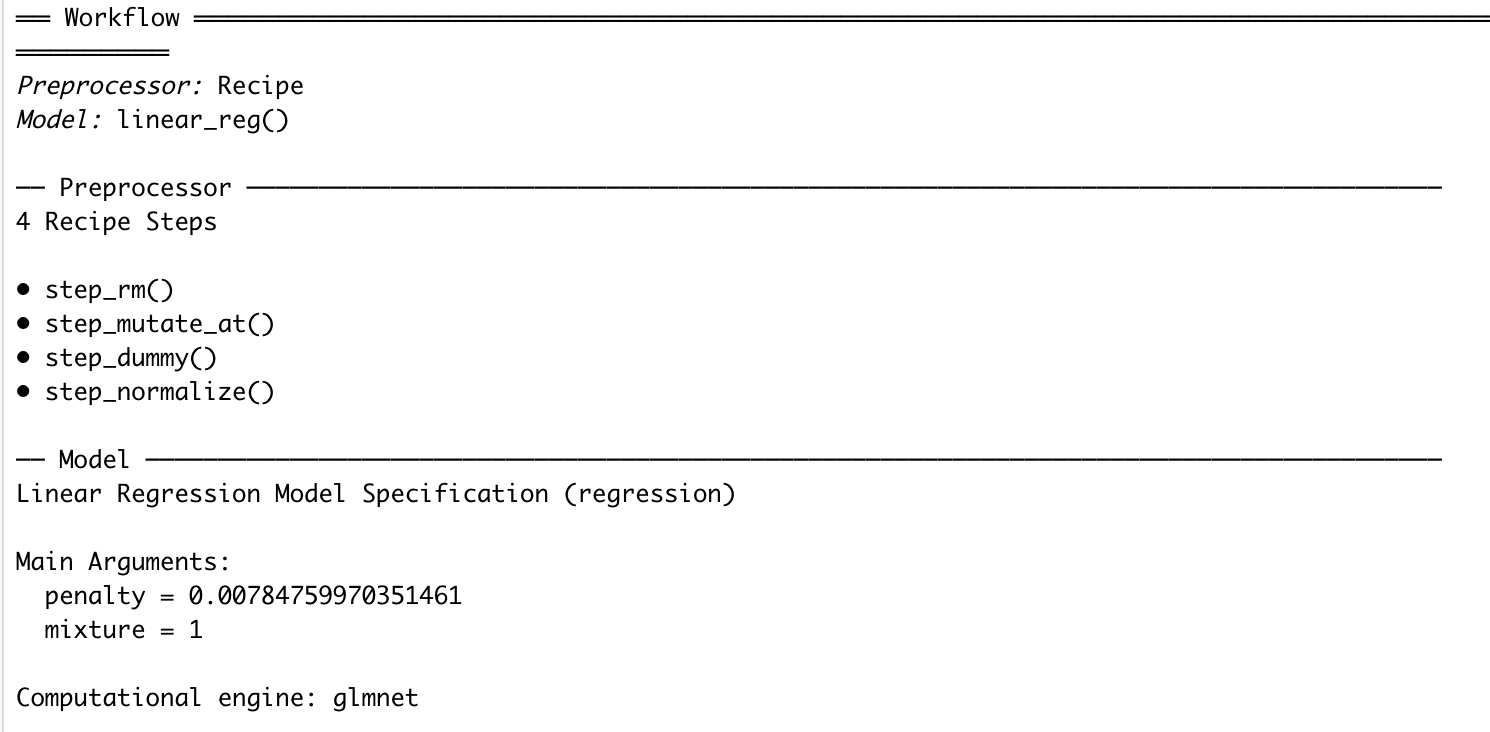 ══ Workflow ══════════════════════════════════════════════════════════════════════════════════════════
═══════════
Preprocessor: Recipe
Model: linear_reg()
── Preprocessor ───────────────────────────────────────────────────────────────────────────────────
4 Recipe Steps
● step_rm()
● step_mutate_at()
● step_dummy()
● step_normalize()
── Model ──────────────────────────────────────────────────────────────────────────────────────────
Linear Regression Model Specification (regression)
Main Arguments:
  penalty = 0.00784759970351461
  mixture = 1
Computational engine: glmnet